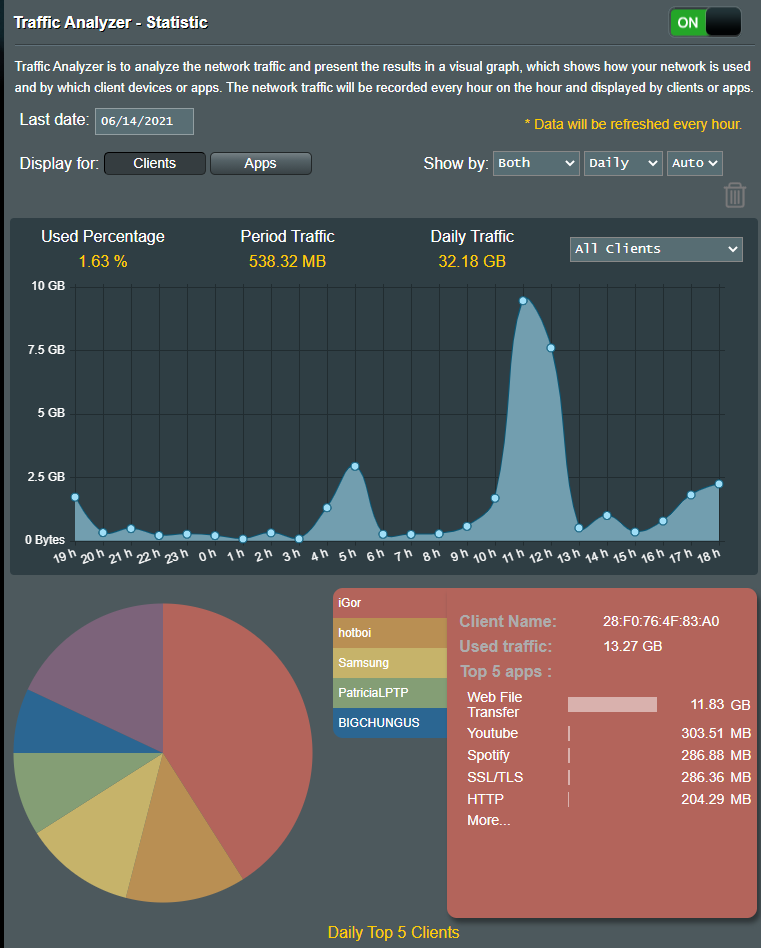 Traffic Analyzer - Statistic
ON
Traffic Analyzer is to analyze the network traffic and present the results in a visual graph, which shows how your network is used
and by which client devices or apps. The network traffic will be recorded every hour on the hour and displayed by clients or apps.
Last date: 06/14/2021
* Data will be refreshed every hour.
Display for: Clients Apps
Show by: Both Daily Auto
Used Percentage Period Traffic Daily Traffic
All Clients
1.63 % 538.32 MB 32.18 GB
10 GB
7.5 GB
5 GB
2.5 GB
0 Bytes
19 h 20 h 21 h 22 h 23 h 0 h 1 h 2 h 3 h 4 h 5 h 6 h 7 h 8 h 9 h 10 h 11 h 12 h 13 h 14 h 15 h 16 h 17 h 18 h
iGor
hotboi
Samsung
PatriciaLPTP
BIGCHUNGUS
Client Name: 28:F0:76:4F:83:A0
Used traffic: 13.27 GB
Top 5 apps :
Web File
Transfer 11.83 GB
Youtube 303.51 MB
Spotify 286.88 MB
SSL/TLS 286.36 MB
HTTP 204.29 MB
More...
Daily Top 5 Clients